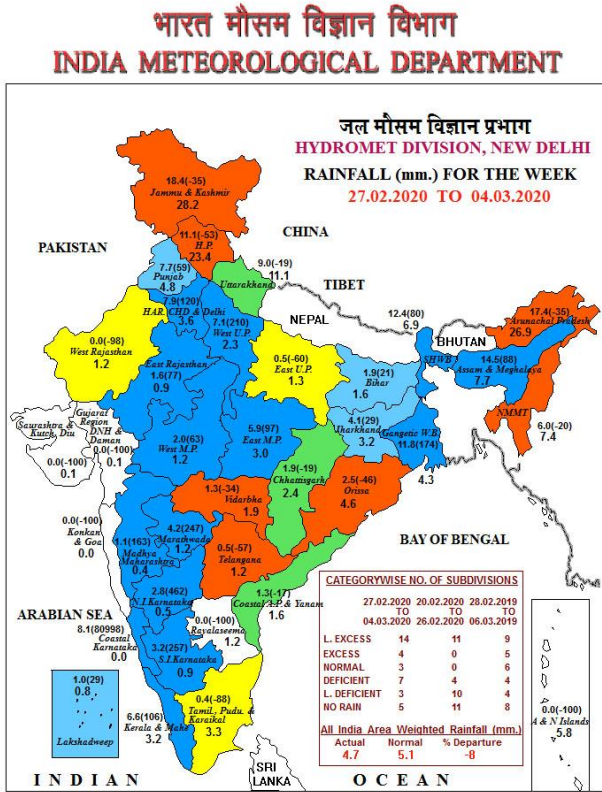 भारत मौसम विज्ञान विभाग
INDIA METEOROLOGICAL DEPARTMENT
जल मौसम विज्ञान प्रभाग
HYDROMET DIVISION, NEW DELHI
RAINFALL (mm.) FOR THE WEEK
27.02.2020 TO 04.03.2020
18.4(-35)
Jammu & Kashmir
28.2
CHINA
11.1(-53)
H.P.
23.4
PAKISTAN
7.7(59)
Punjab
4.8
9.0(-19)
11.1
Uttarakhand
TIBET
7.9(120)
HAR. CHD & Delhi
3.6
7.1(210)
West U.P.
2.3
NEPAL
12.4(80)
6.9
BHUTAN
17.4(-35)
Arunachal Pradesh
26.9
0.0(-98)
West Rajasthan
1.2
East Rajasthan
1.6(77)
0.9
0.5(-60)
East U.P.
1.3
1.9(21)
Bihar
1.6
SHWB
14.5(88)
Assam & Meghalaya
7.7
NMMT
6.0(-20)
7.4
Saurashtra &
Kutch, Diu
0.0(-100)
0.1
Gujarat
Region
DNH &
Daman
0.0(-100)
0.1
2.0(63)
West M.P.
1.2
5.9(97)
East M.P.
3.0
4.1(29)
Jharkhand
3.2
Gangetic W.B.
11.8(174)
4.3
1.9(-19)
Chhattisgarh
2.4
2.5(-46)
Orissa
4.6
1.3(-34)
Vidarbha
1.9
0.0(-100)
Konkan
& Goa
0.0
1.1(163)
Madhya
Maharashtra
0.4
4.2(247)
Marathwada
1.2
0.5(-57)
Telangana
1.2
BAY OF BENGAL
2.8(462)
N.I.Karnataka
0.5
1.3(-17)
Coastal A.P. & Yanam
1.6
0.0(-100)
Rayalaseema
1.2
ARABIAN SEA
8.1(80998)
Coastal
Karnataka
0.0
3.2(257)
S.I.Karnataka
0.9
1.0(29)
0.8
Lakshadweep
6.6(106)
Kerala & Mahe
3.2
0.4(-88)
Tamil., Pudu. &
Karaikal
3.3
CATEGORYWISE NO. OF SUBDIVISIONS
27.02.2020 20.02.2020 28.02.2019
TO TO TO
04.03.2020 26.02.2020 06.03.2019
L. EXCESS 14 11 9
EXCESS 4 0 5
NORMAL 3 0 6
DEFICIENT 7 4 4
L. DEFICIENT 3 10 4
NO RAIN 5 11 8
All India Area Weighted Rainfall (mm.)
Actual Normal % Departure
4.7 5.1 -8
0.0(-100)
A & N Islands
5.8
SRI
LANKA
INDIAN OCEAN